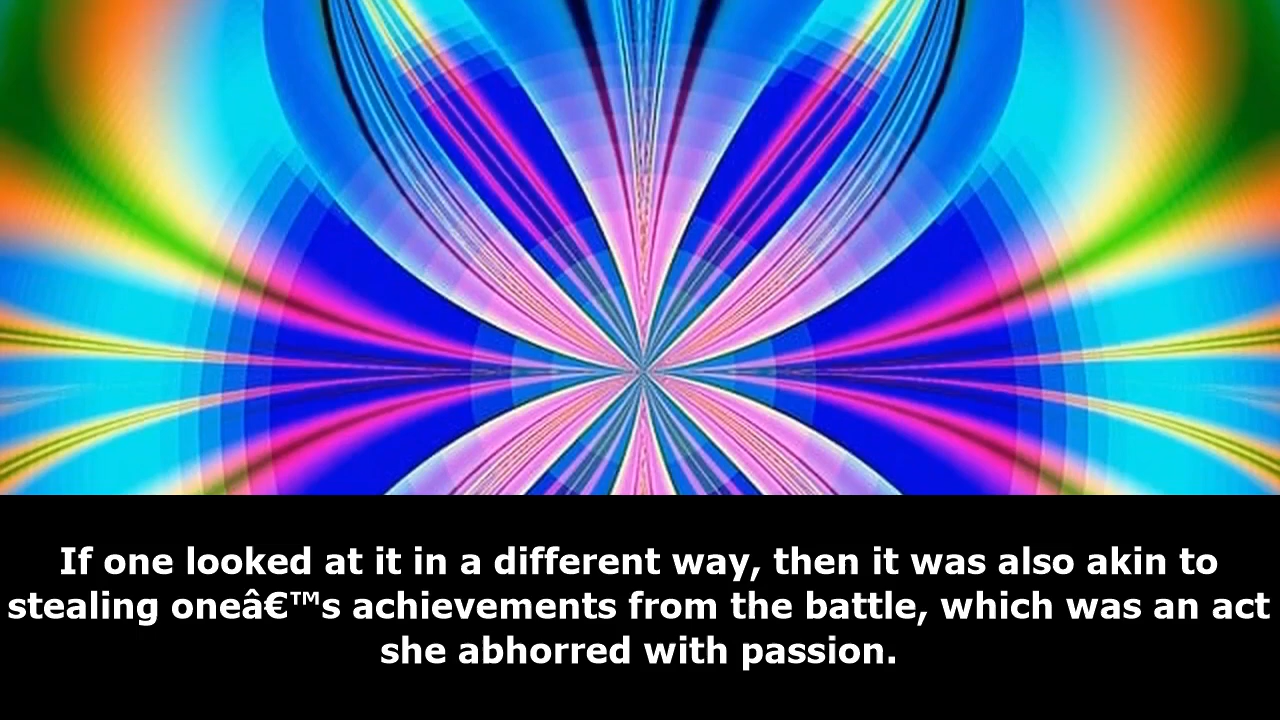 If one looked at it in a different way, then it was also akin to
stealing oneâ€™s achievements from the battle, which was an act
she abhorred with passion.